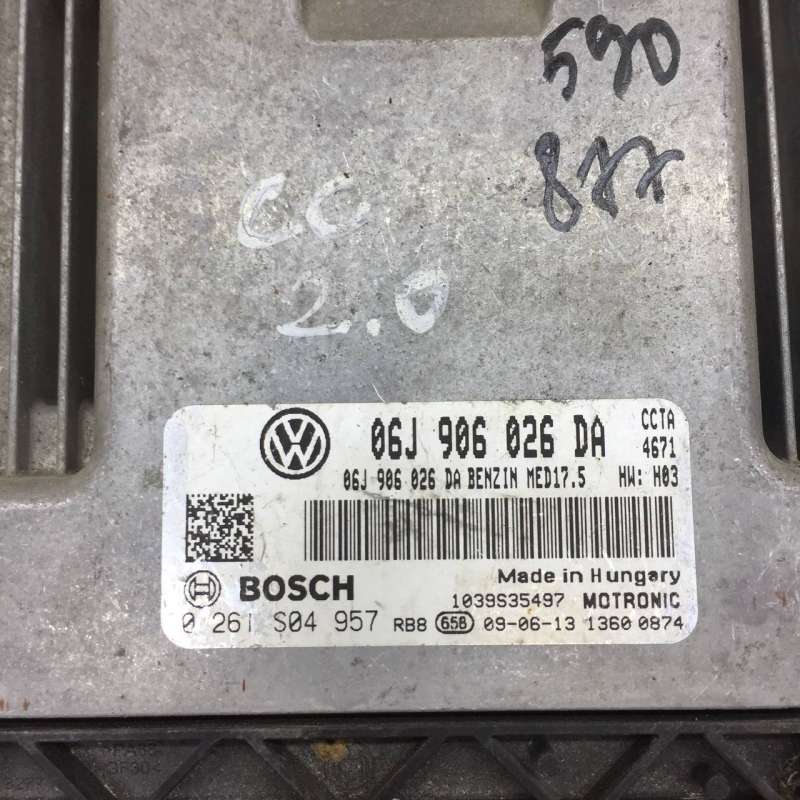 590
877
CC
2.0
06J 906 026 DA CCTA
4671
06J 906 026 DA BENZIN MED17.5 HW: H03
BOSCH Made in Hungary
1039S35497 MOTRONIC
0 261 S04 957 RB8 658 09-06-13 1360 0874